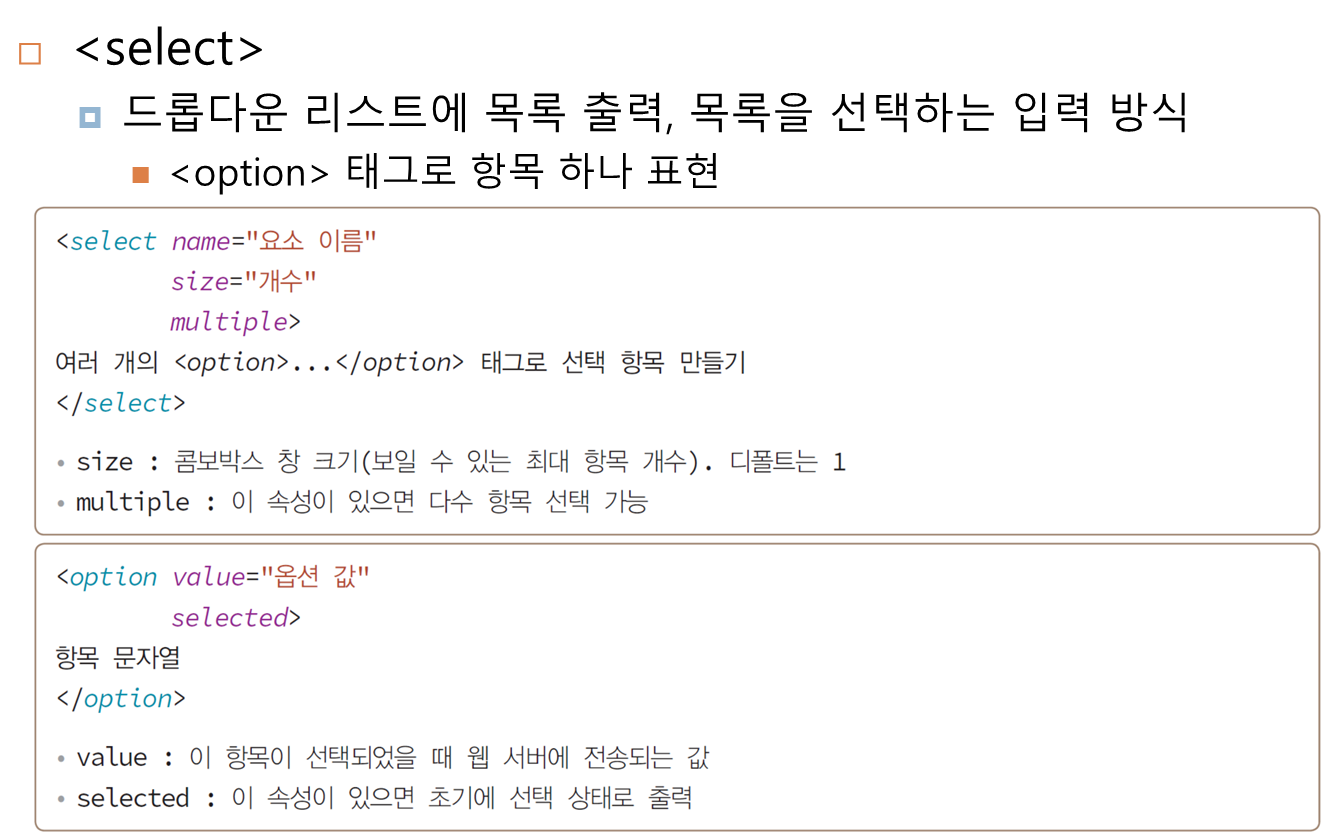 <select>
드롭다운 리스트에 목록 출력, 목록을 선택하는 입력 방식
<option> 태그로 항목 하나 표현
<select name="요소 이름"
size="개수"
multiple>
여러 개의 <option>...</option> 태그로 선택 항목 만들기
</select>
• size : 콤보박스 창 크기(보일 수 있는 최대 항목 개수). 디폴트는 1
• multiple : 이 속성이 있으면 다수 항목 선택 가능
<option value="옵션 값"
selected>
항목 문자열
</option>
• value : 이 항목이 선택되었을 때 웹 서버에 전송되는 값
• selected : 이 속성이 있으면 초기에 선택 상태로 출력